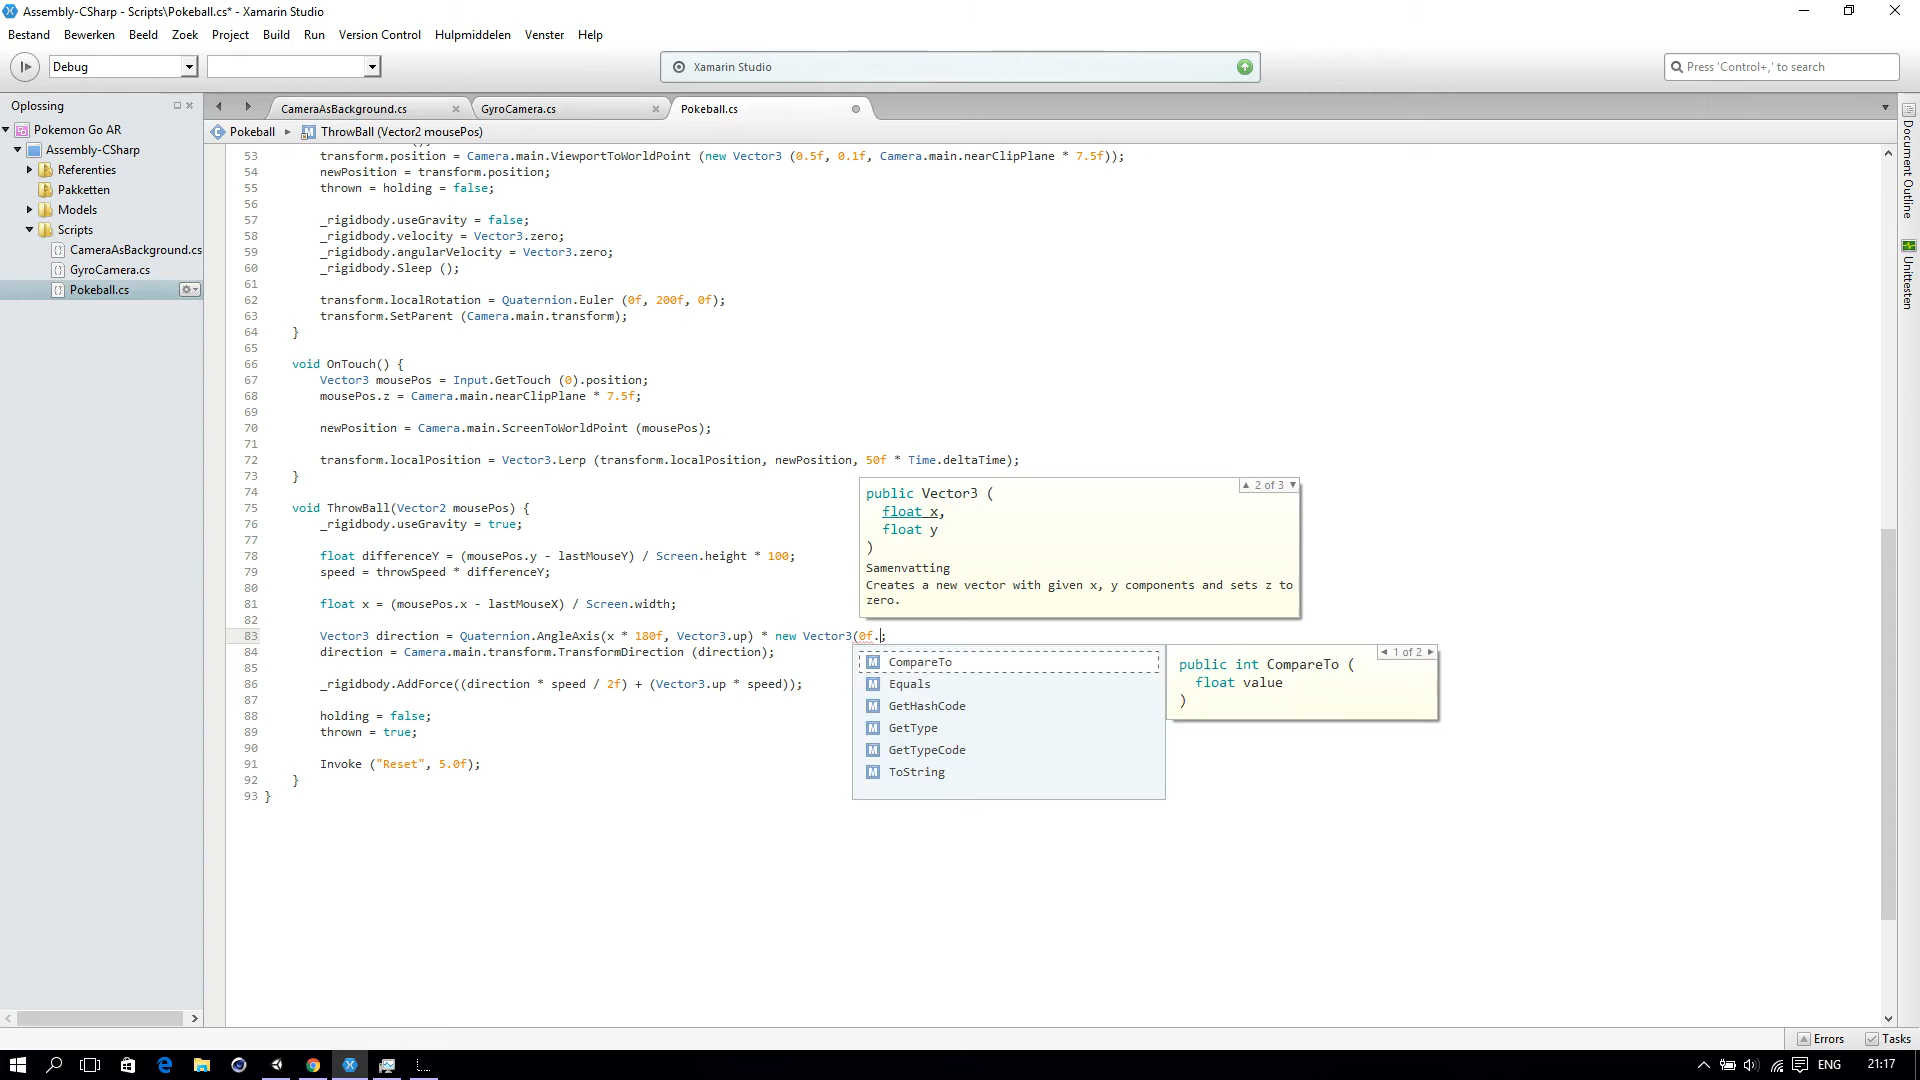 Assembly-CSharp - Scripts\Pokeball.cs* - Xamarin Studio
Bestand Bewerken Beeld Zoek Project Build Run Version Control Hulpmiddelen Venster Help
Debug
Xamarin Studio
Press 'Control+,' to search
Oplossing
CameraAsBackground.cs
GyroCamera.cs
Pokeball.cs
Pokemon Go AR
Assembly-CSharp
Referenties
Pakketten
Models
Scripts
CameraAsBackground.cs
GyroCamera.cs
Pokeball.cs
Pokeball ThrowBall (Vector2 mousePos)
53 transform.position = Camera.main.ViewportToWorldPoint (new Vector3 (0.5f, 0.1f, Camera.main.nearClipPlane * 7.5f));
54 newPosition = transform.position;
55 thrown = holding = false;
56
57 _rigidbody.useGravity = false;
58 _rigidbody.velocity = Vector3.zero;
59 _rigidbody.angularVelocity = Vector3.zero;
60 _rigidbody.Sleep ();
61
62 transform.localRotation = Quaternion.Euler (0f, 200f, 0f);
63 transform.SetParent (Camera.main.transform);
64 }
65
66 void OnTouch() {
67 Vector3 mousePos = Input.GetTouch (0).position;
68 mousePos.z = Camera.main.nearClipPlane * 7.5f;
69
70 newPosition = Camera.main.ScreenToWorldPoint (mousePos);
71
72 transform.localPosition = Vector3.Lerp (transform.localPosition, newPosition, 50f * Time.deltaTime);
73 }
74
75 void ThrowBall(Vector2 mousePos) {
76 _rigidbody.useGravity = true;
77
78 float differenceY = (mousePos.y - lastMouseY) / Screen.height * 100;
79 speed = throwSpeed * differenceY;
80
81 float x = (mousePos.x - lastMouseX) / Screen.width;
82
83 Vector3 direction = Quaternion.AngleAxis(x * 180f, Vector3.up) * new Vector3(0f.;
84 direction = Camera.main.transform.TransformDirection (direction);
85
86 _rigidbody.AddForce((direction * speed / 2f) + (Vector3.up * speed));
87
88 holding = false;
89 thrown = true;
90
91 Invoke ("Reset", 5.0f);
92 }
93 }
2 of 3
public Vector3 (
float x,
float y
)
Samenvatting
Creates a new vector with given x, y components and sets z to
zero.
CompareTo
Equals
GetHashCode
GetType
GetTypeCode
ToString
1 of 2
public int CompareTo (
float value
)
Document Outline
Unittesten
Errors
Tasks
ENG
21:17